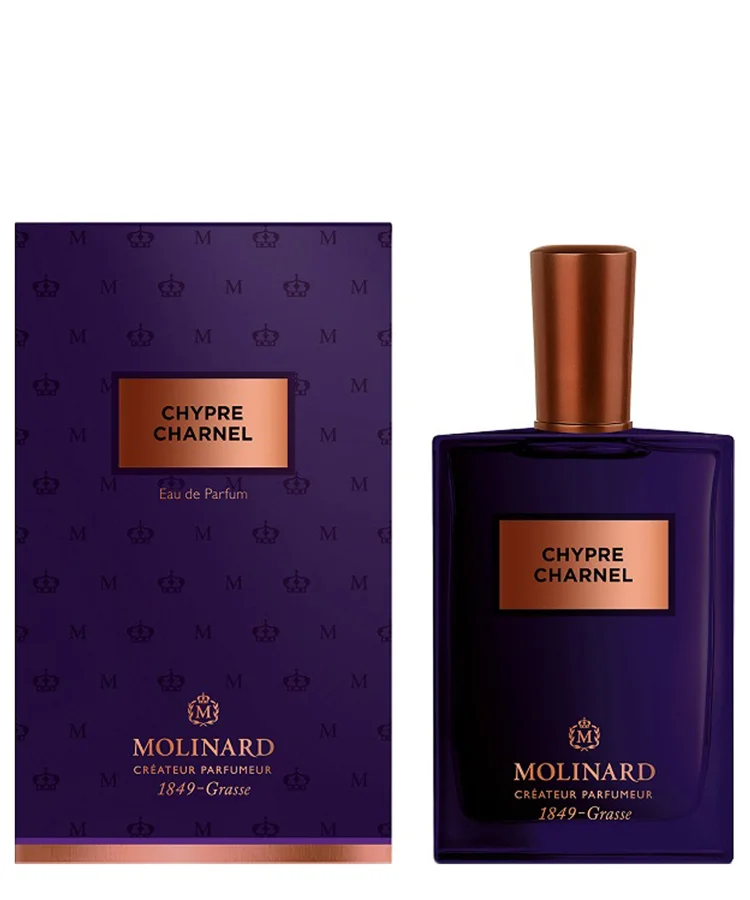 CHYPRE
CHARNEL
Eau de Parfum
M
MOLINARD
CRÉATEUR PARFUMEUR
1849-Grasse
CHYPRE
CHARNEL
M
MOLINARD
CRÉATEUR PARFUMEUR
1849-Grasse